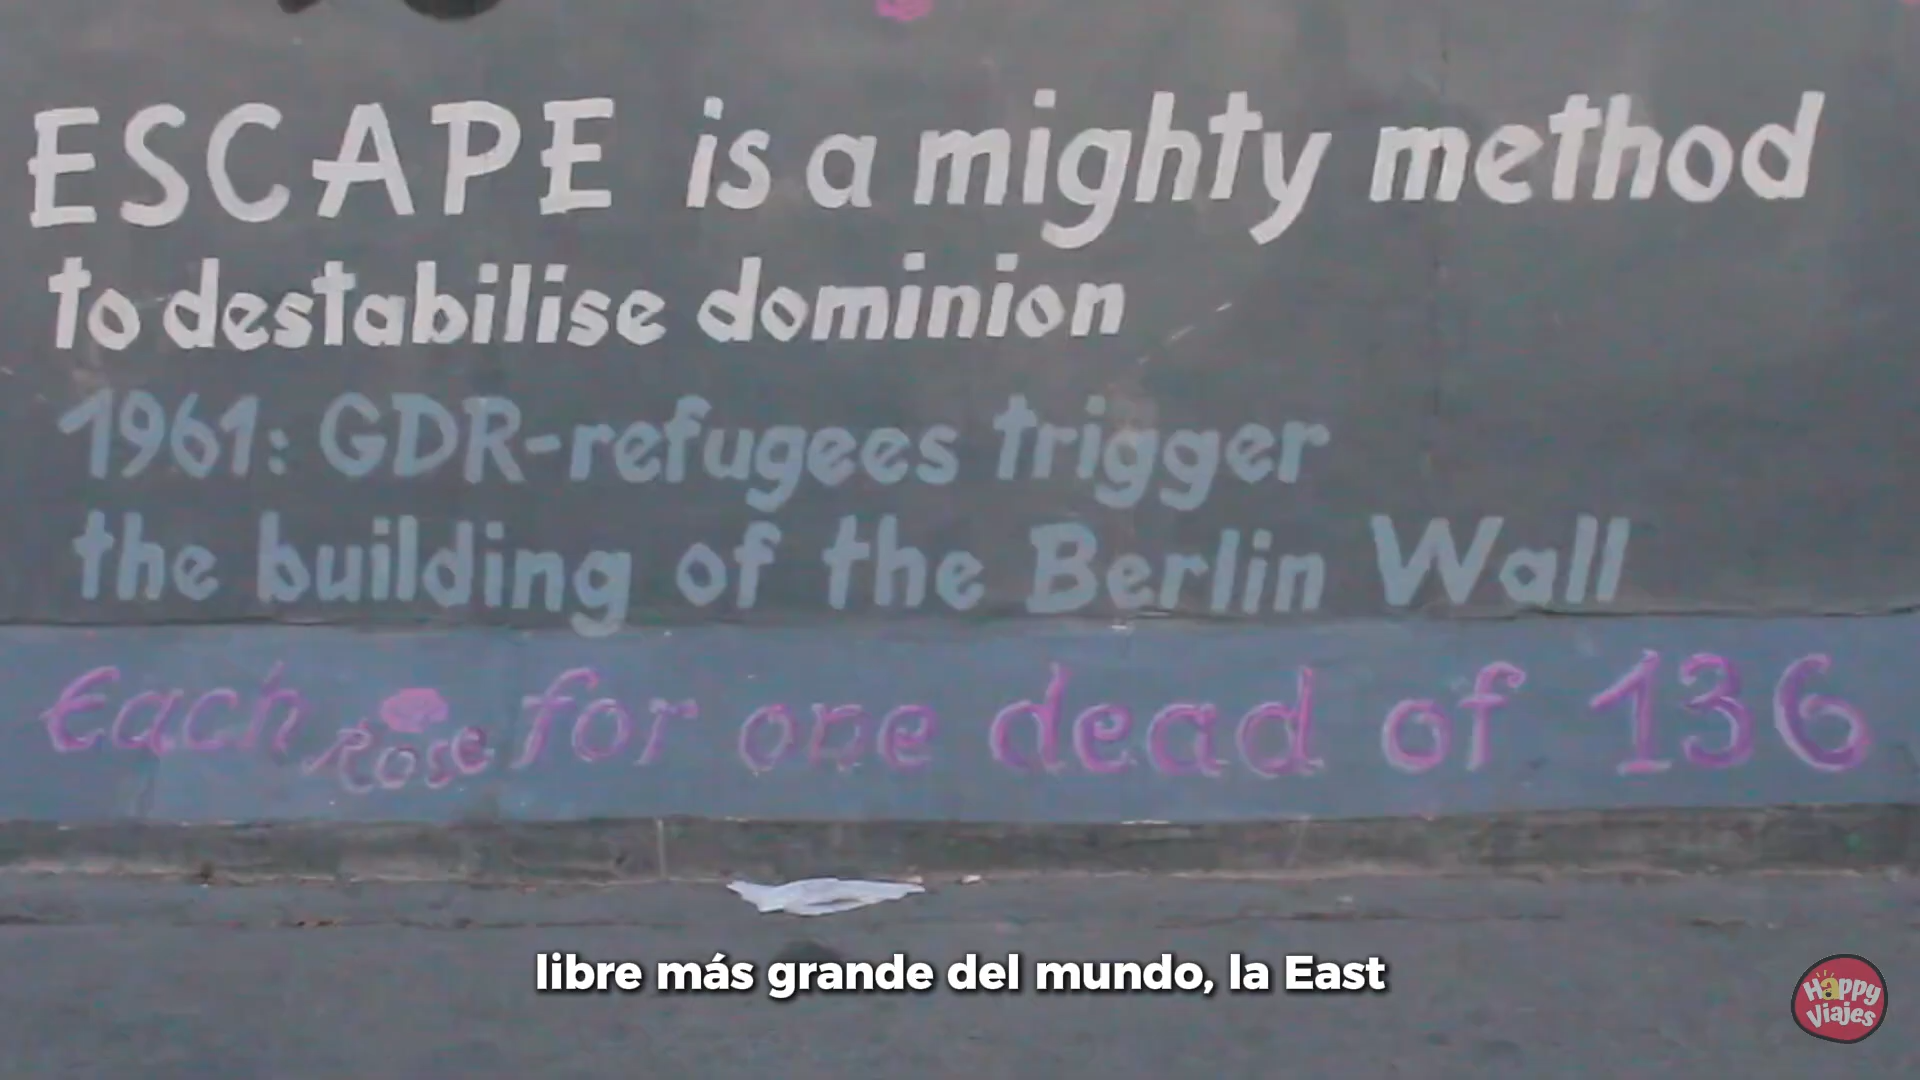 ESCAPE is a mighty method
to destabilise dominion
1961: GDR-refugees trigger
the building of the Berlin Wall
Each Rose for one dead of 136
libre más grande del mundo, la East
Happy
Viajes